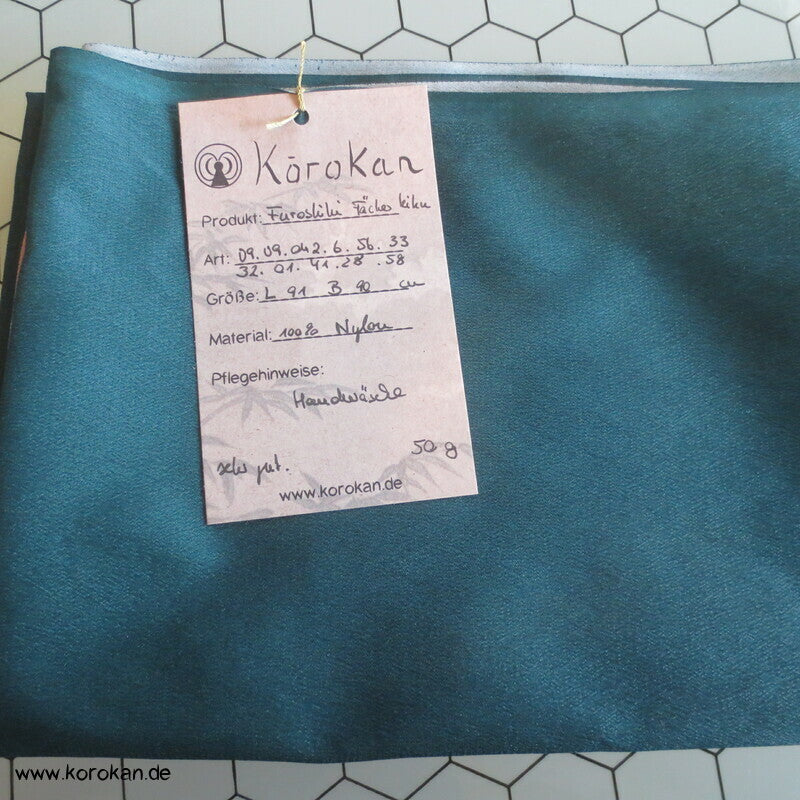 Kōrokan
Produkt: Furoshiki Fächer kiku
Art: 09.09.042.6.56.33
32.01.41.28.58
Größe: L 91 B 90 cm
Material: 100% Nylon
Pflegehinweise:
Handwäsche
50 g
sehr gut.
www.korokan.de
www.korokan.de